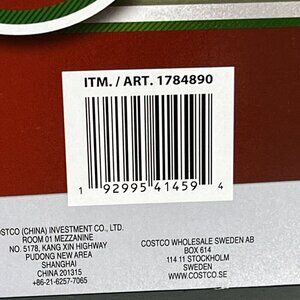 ITM. / ART. 1784890
1 92995 41459 4
COSTCO (CHINA) INVESTMENT CO., LTD.
ROOM 01 MEZZANINE
NO. 5178, KANG XIN HIGHWAY
PUDONG NEW AREA
SHANGHAI
CHINA 201315
+86-21-6257-7065
COSTCO WHOLESALE SWEDEN AB
BOX 614
114 11 STOCKHOLM
SWEDEN
WWW.COSTCO.SE